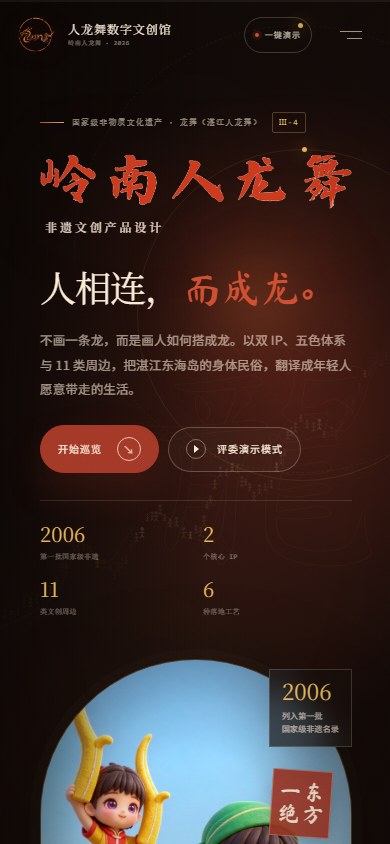 人龙舞数字文创馆
岭南人龙舞 · 2026
一键演示
国家级非物质文化遗产 · 龙舞(湛江人龙舞)
Ⅲ-4
岭南人龙舞
非遗文创产品设计
人相连，而成龙。
不画一条龙，而是画人如何搭成龙。以双 IP、五色体系
与 11 类周边，把湛江东海岛的身体民俗，翻译成年轻人
愿意带走的生活。
开始巡览
评委演示模式
2006
第一批国家级非遗
2
个核心 IP
11
类文创周边
6
种落地工艺
2006
列入第一批
国家级非遗名录
东方
一绝